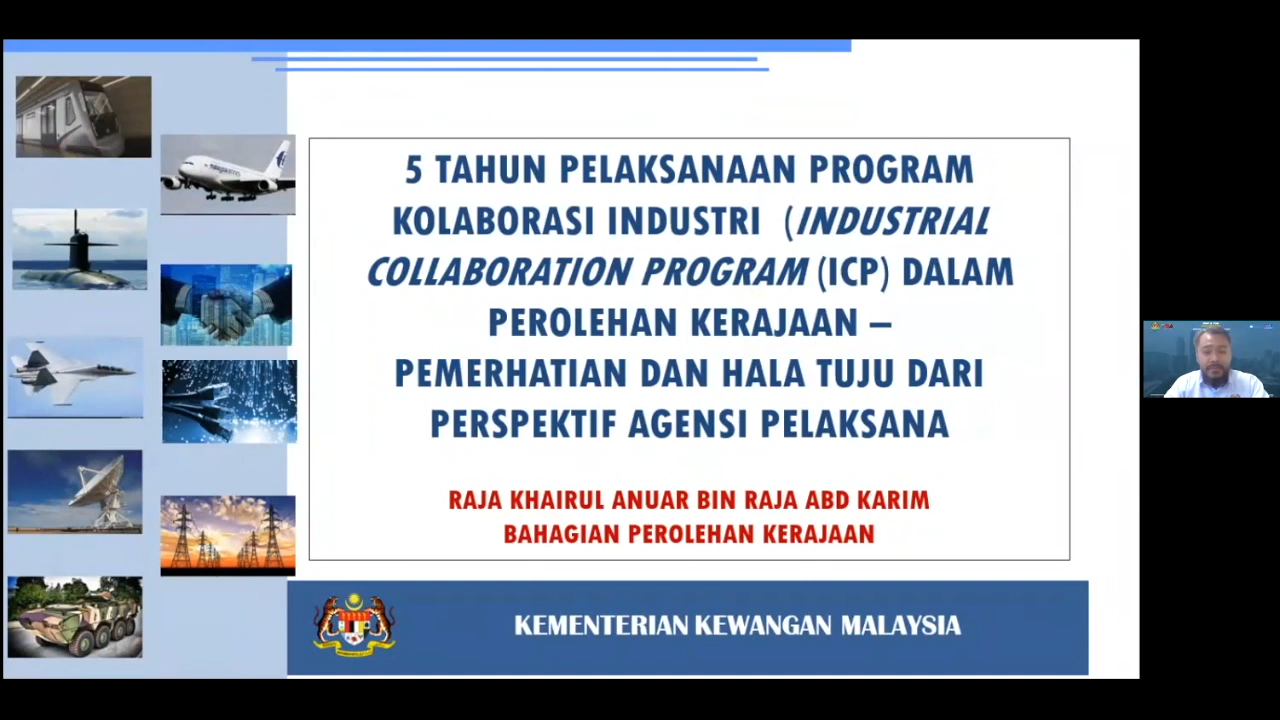 5 TAHUN PELAKSANAAN PROGRAM
KOLABORASI INDUSTRI (INDUSTRIAL
COLLABORATION PROGRAM (ICP) DALAM
PEROLEHAN KERAJAAN –
PEMERHATIAN DAN HALA TUJU DARI
PERSPEKTIF AGENSI PELAKSANA
RAJA KHAIRUL ANUAR BIN RAJA ABD KARIM
BAHAGIAN PEROLEHAN KERAJAAN
KEMENTERIAN KEWANGAN MALAYSIA